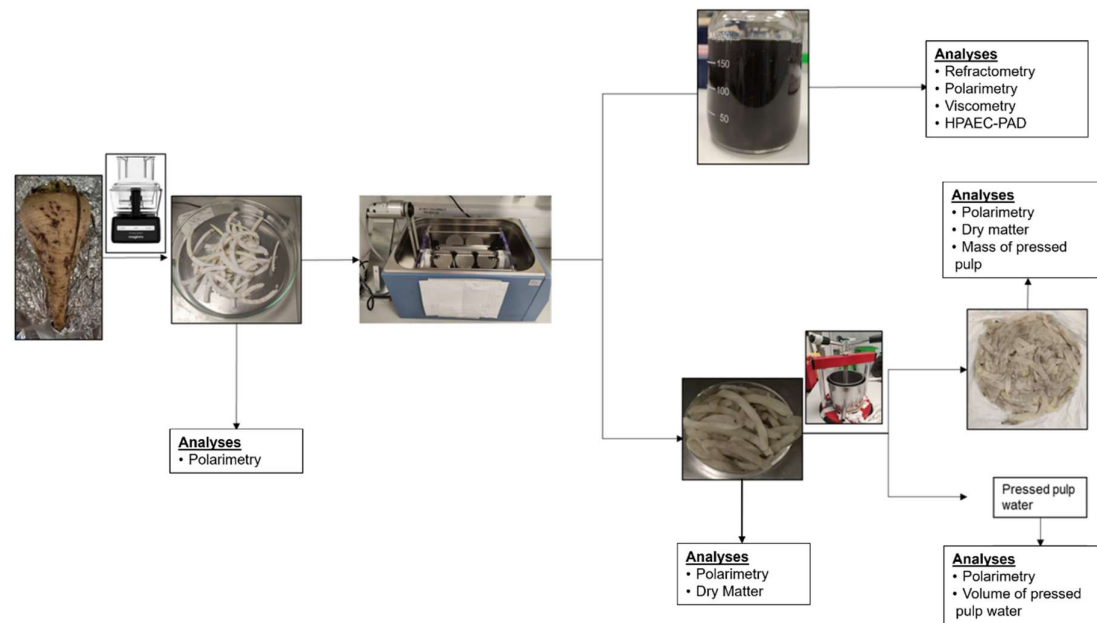 Analyses
• Refractometry
• Polarimetry
• Viscometry
• HPAEC-PAD
150
100
50
Analyses
• Polarimetry
• Dry matter
• Mass of pressed
pulp
Analyses
• Polarimetry
Pressed pulp
water
Analyses
• Polarimetry
• Dry Matter
Analyses
• Polarimetry
• Volume of pressed
pulp water